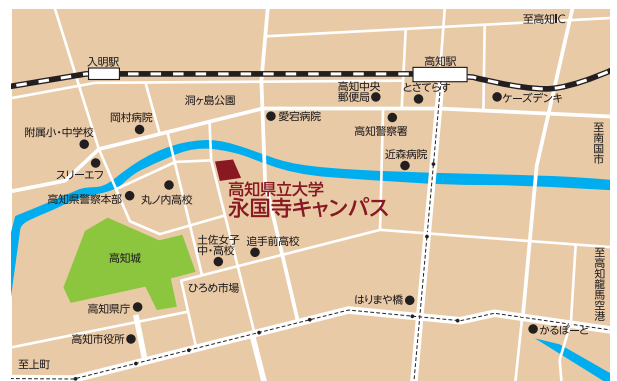 至高知IC
入明駅
高知駅
洞ヶ島公園
高知中央
郵便局
とさてらす
ケーズデンキ
岡村病院
愛宕病院
附属小・中学校
高知警察署
至南国市
スリーエフ
近森病院
高知県警察本部
丸ノ内高校
高知県立大学
永国寺キャンパス
土佐女子
中・高校
追手前高校
高知城
ひろめ市場
至高知龍馬空港
高知県庁
はりまや橋
高知市役所
かるぽーと
至上町